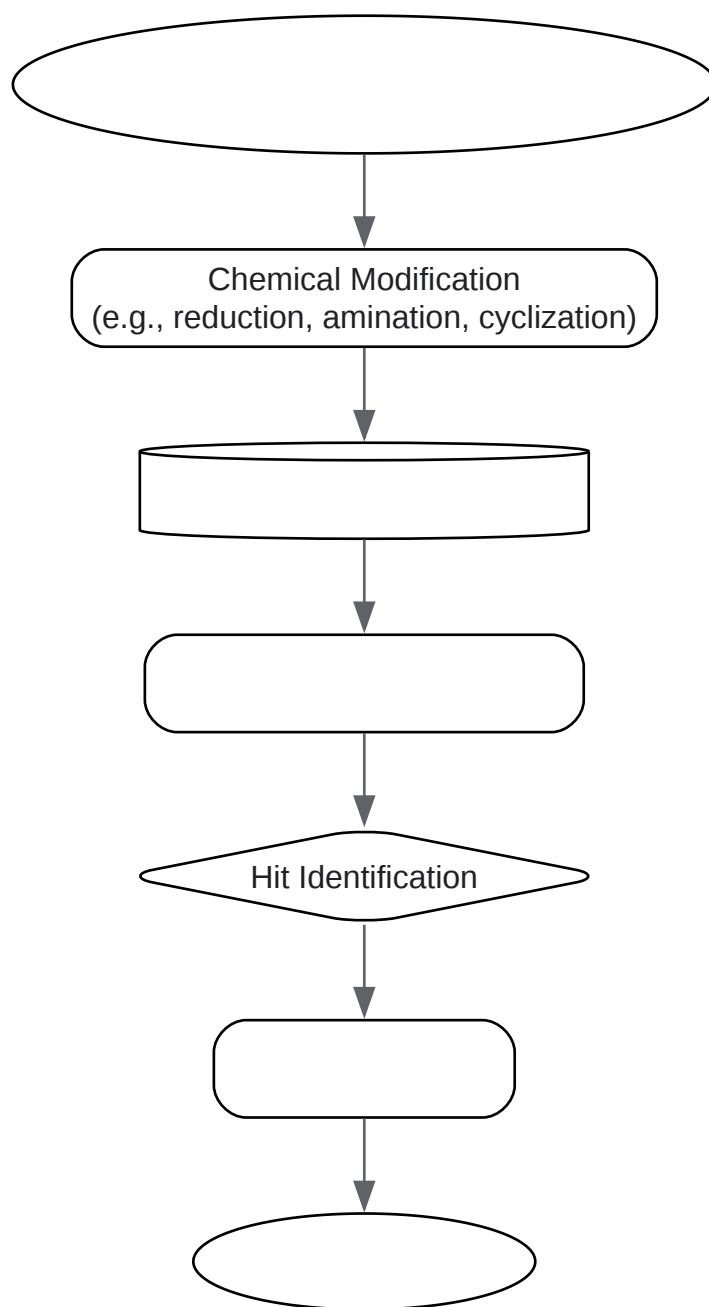 Chemical Modification
(e.g., reduction, amination, cyclization)
Hit Identification